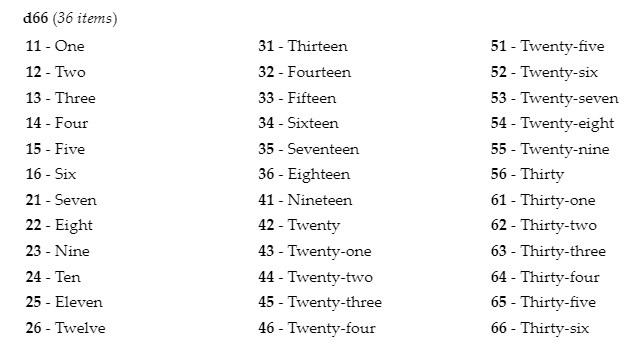 d66 (36 items)
11 - One
12 - Two
13 - Three
14 - Four
15 - Five
16 - Six
21 - Seven
22 - Eight
23 - Nine
24 - Ten
25 - Eleven
26 - Twelve
31 - Thirteen
32 - Fourteen
33 - Fifteen
34 - Sixteen
35 - Seventeen
36 - Eighteen
41 - Nineteen
42 - Twenty
43 - Twenty-one
44 - Twenty-two
45 - Twenty-three
46 - Twenty-four
51 - Twenty-five
52 - Twenty-six
53 - Twenty-seven
54 - Twenty-eight
55 - Twenty-nine
56 - Thirty
61 - Thirty-one
62 - Thirty-two
63 - Thirty-three
64 - Thirty-four
65 - Thirty-five
66 - Thirty-six